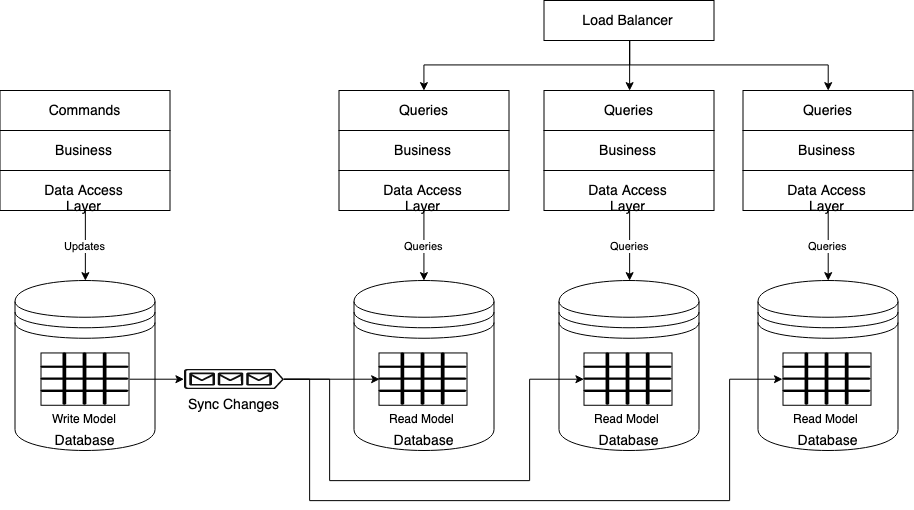 Load Balancer
Commands
Business
Data Access
Layer
Updates
Write Model
Database
Sync Changes
Queries
Business
Data Access
Layer
Queries
Read Model
Database
Queries
Business
Data Access
Layer
Queries
Read Model
Database
Queries
Business
Data Access
Layer
Queries
Read Model
Database